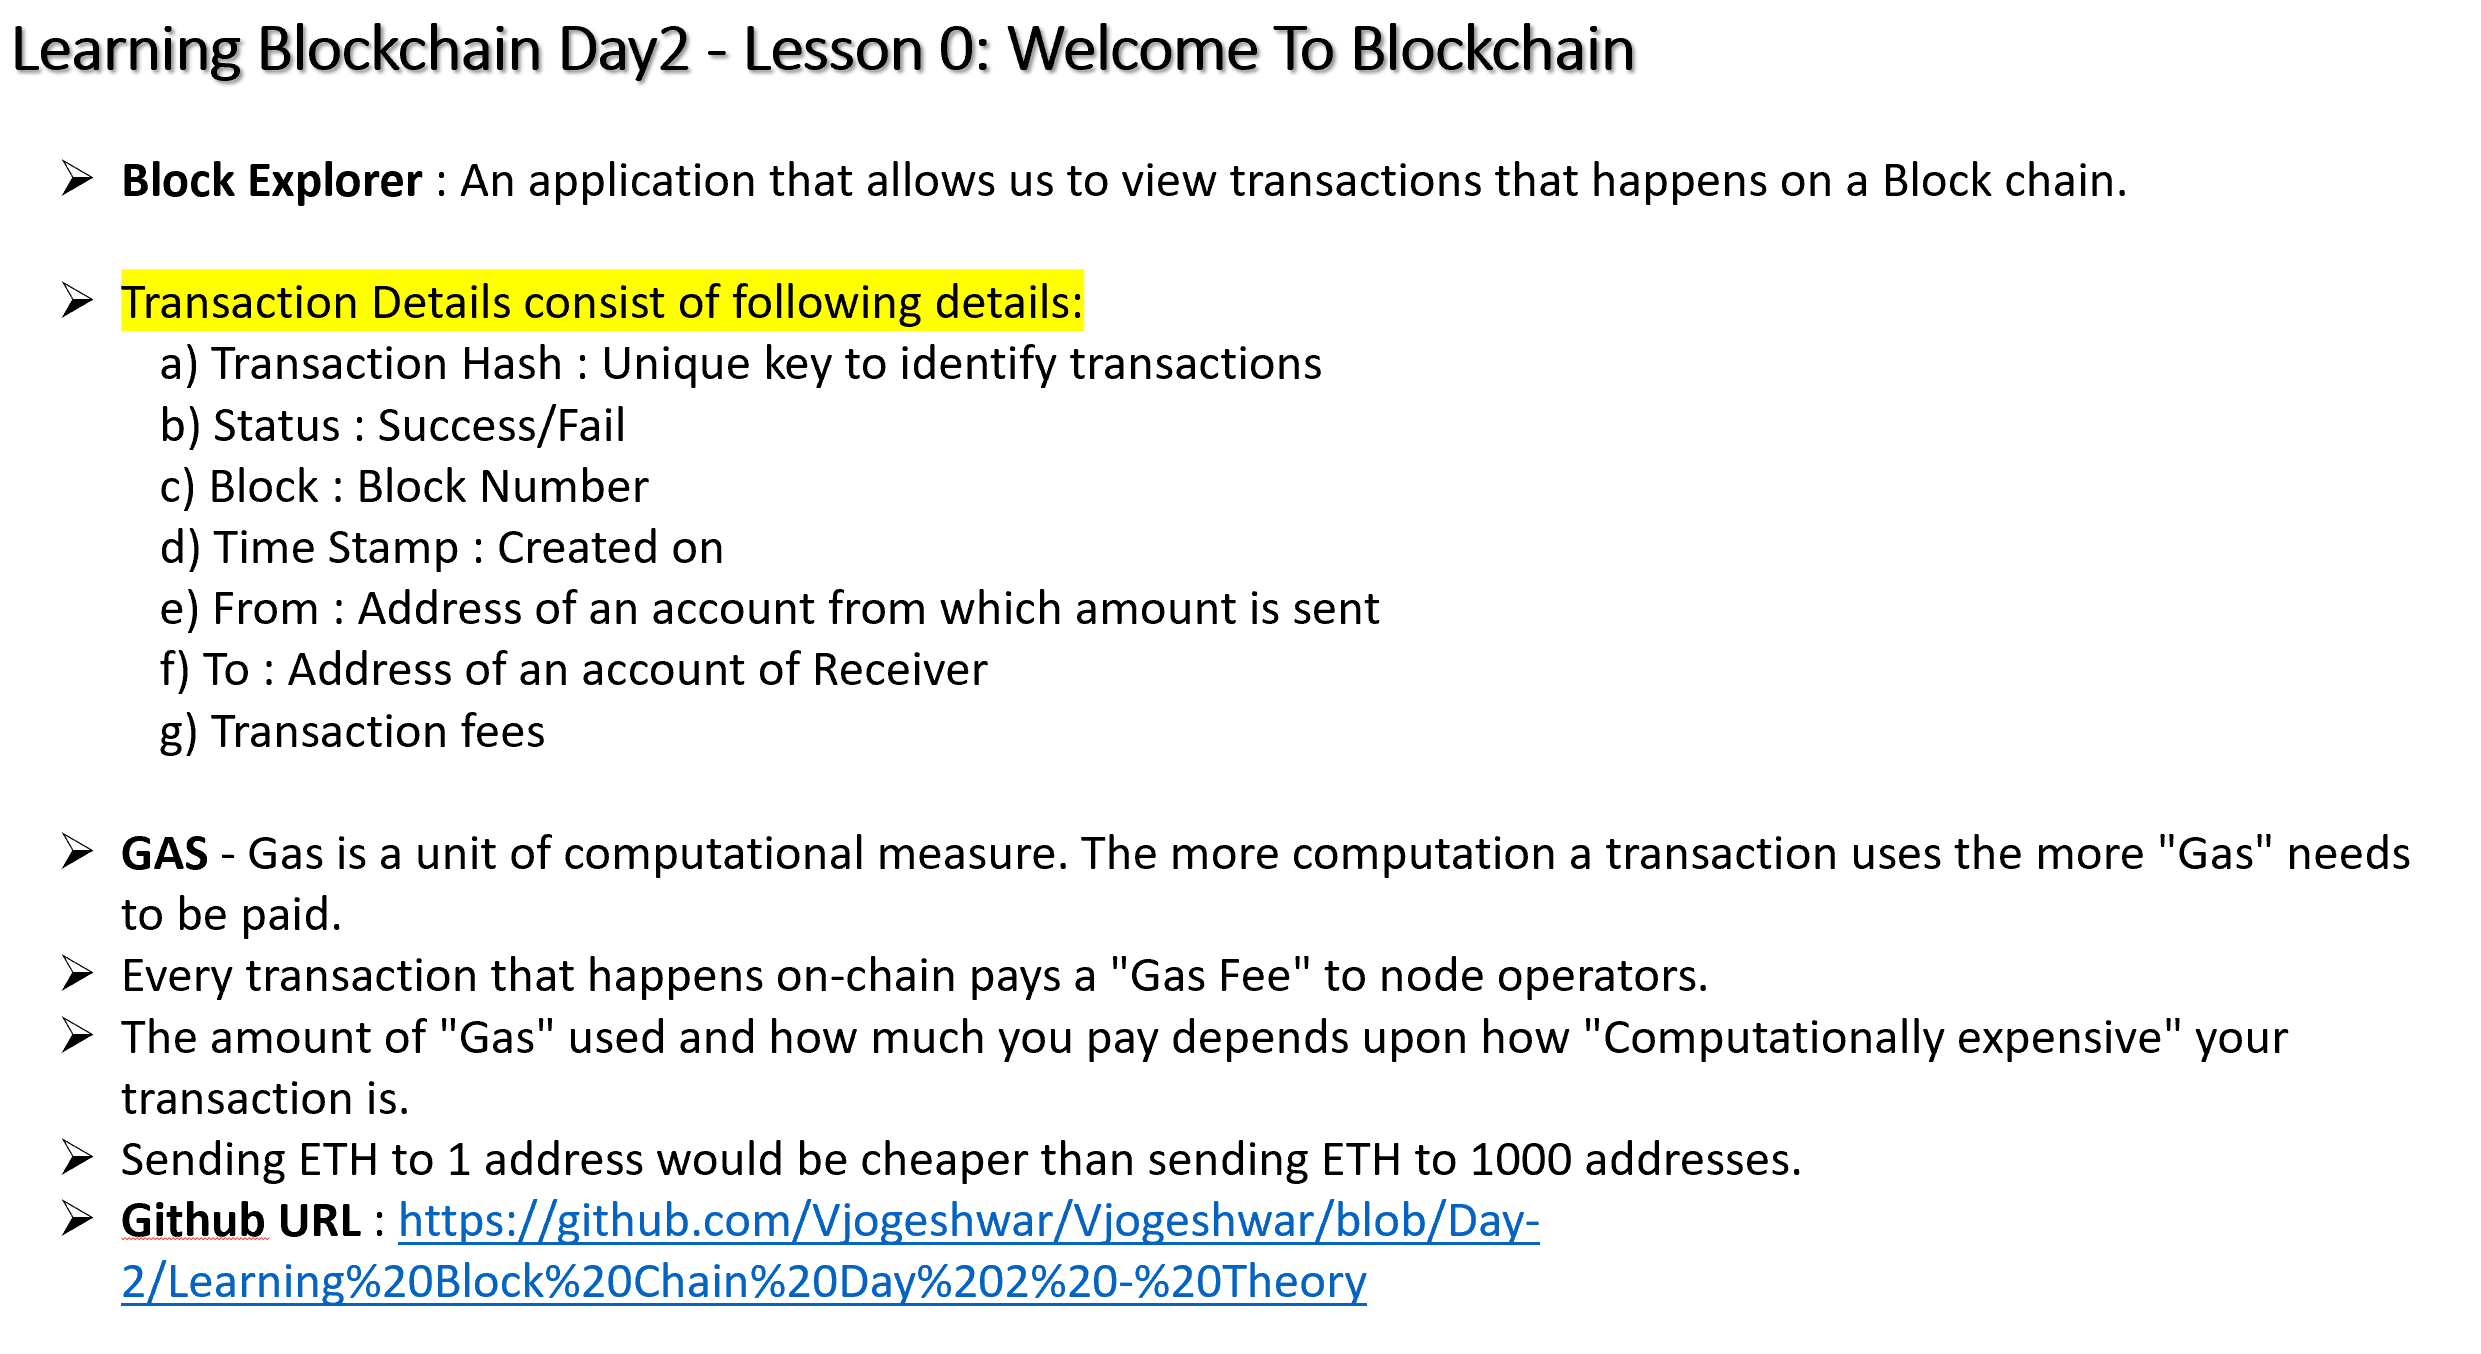 Learning Blockchain Day2 - Lesson 0: Welcome To Blockchain
➢ Block Explorer : An application that allows us to view transactions that happens on a Block chain.
➢ Transaction Details consist of following details:
a) Transaction Hash : Unique key to identify transactions
b) Status : Success/Fail
c) Block : Block Number
d) Time Stamp : Created on
e) From : Address of an account from which amount is sent
f) To : Address of an account of Receiver
g) Transaction fees
➢ GAS - Gas is a unit of computational measure. The more computation a transaction uses the more "Gas" needs
to be paid.
➢ Every transaction that happens on-chain pays a "Gas Fee" to node operators.
➢ The amount of "Gas" used and how much you pay depends upon how "Computationally expensive" your
transaction is.
➢ Sending ETH to 1 address would be cheaper than sending ETH to 1000 addresses.
➢ Github URL : https://github.com/Vjogeshwar/Vjogeshwar/blob/Day-
2/Learning%20Block%20Chain%20Day%202%20-%20Theory